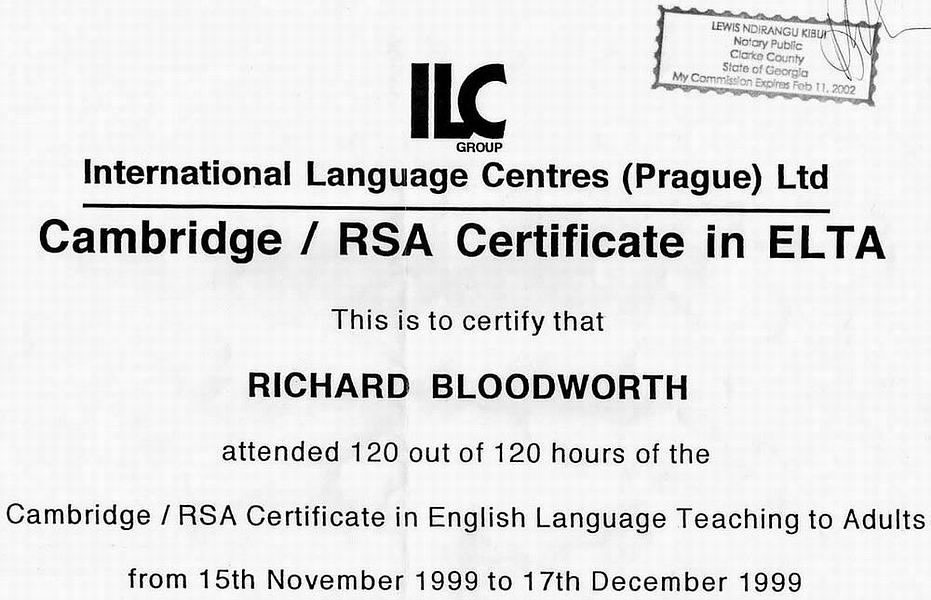 LEWIS NDIRANGU KIBUI
Notary Public
Clarke County
State of Georgia
My Commission Expires Feb 11, 2002
ILC
GROUP
International Language Centres (Prague) Ltd
Cambridge / RSA Certificate in ELTA
This is to certify that
RICHARD BLOODWORTH
attended 120 out of 120 hours of the
Cambridge / RSA Certificate in English Language Teaching to Adults
from 15th November 1999 to 17th December 1999